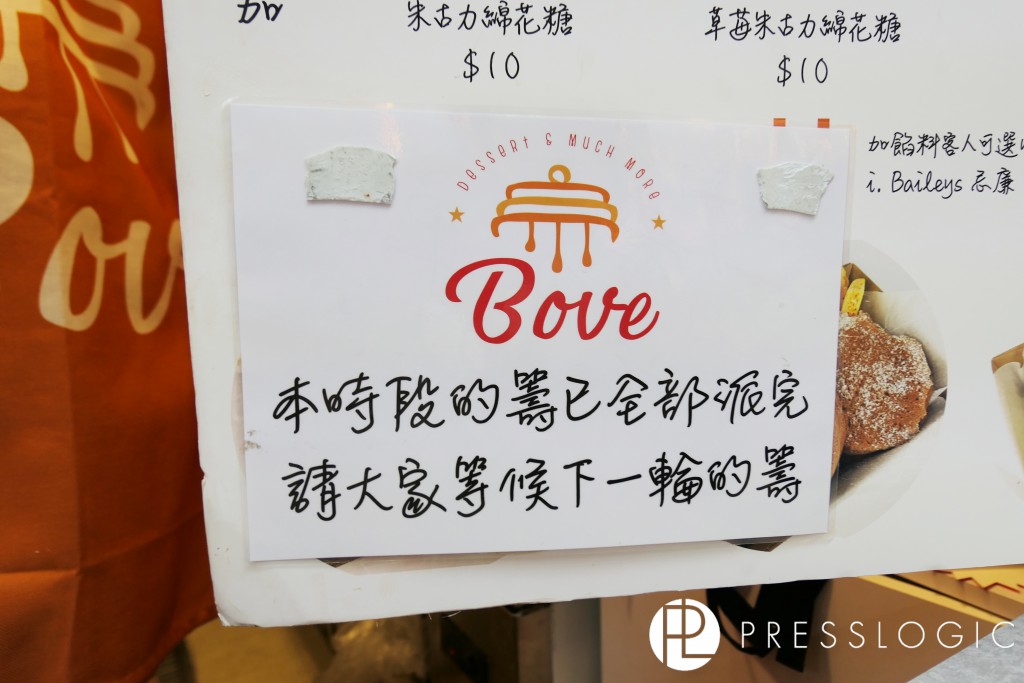 加
朱古力綿花糖
$10
草莓朱古力綿花糖
$10
加餡料客人可選
i. Baileys 忌廉
DESSERT & MUCH MORE
Bove
本時段的籌已全部派完
請大家等候下一輪的籌
ov
PRESSLOGIC